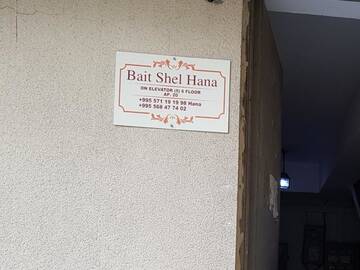 Bait Shel Hana
ON ELEVATOR (5) 6 FLOOR
AP. 20
+995 571 19 19 98 Hana
+995 568 47 74 02